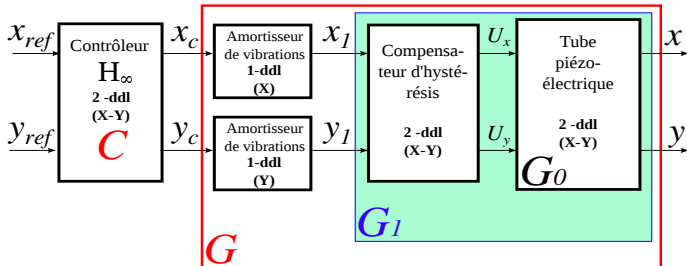 x_ref
y_ref
Contrôleur
H∞
2 -ddl
(X-Y)
C
x_c
y_c
Amortisseur
de vibrations
1-ddl
(X)
Amortisseur
de vibrations
1-ddl
(Y)
x_1
y_1
Compensa-
teur d'hysté-
résis
2 -ddl
(X-Y)
U_x
U_y
Tube
piézo-
électrique
2 -ddl
(X-Y)
G0
x
y
G1
G